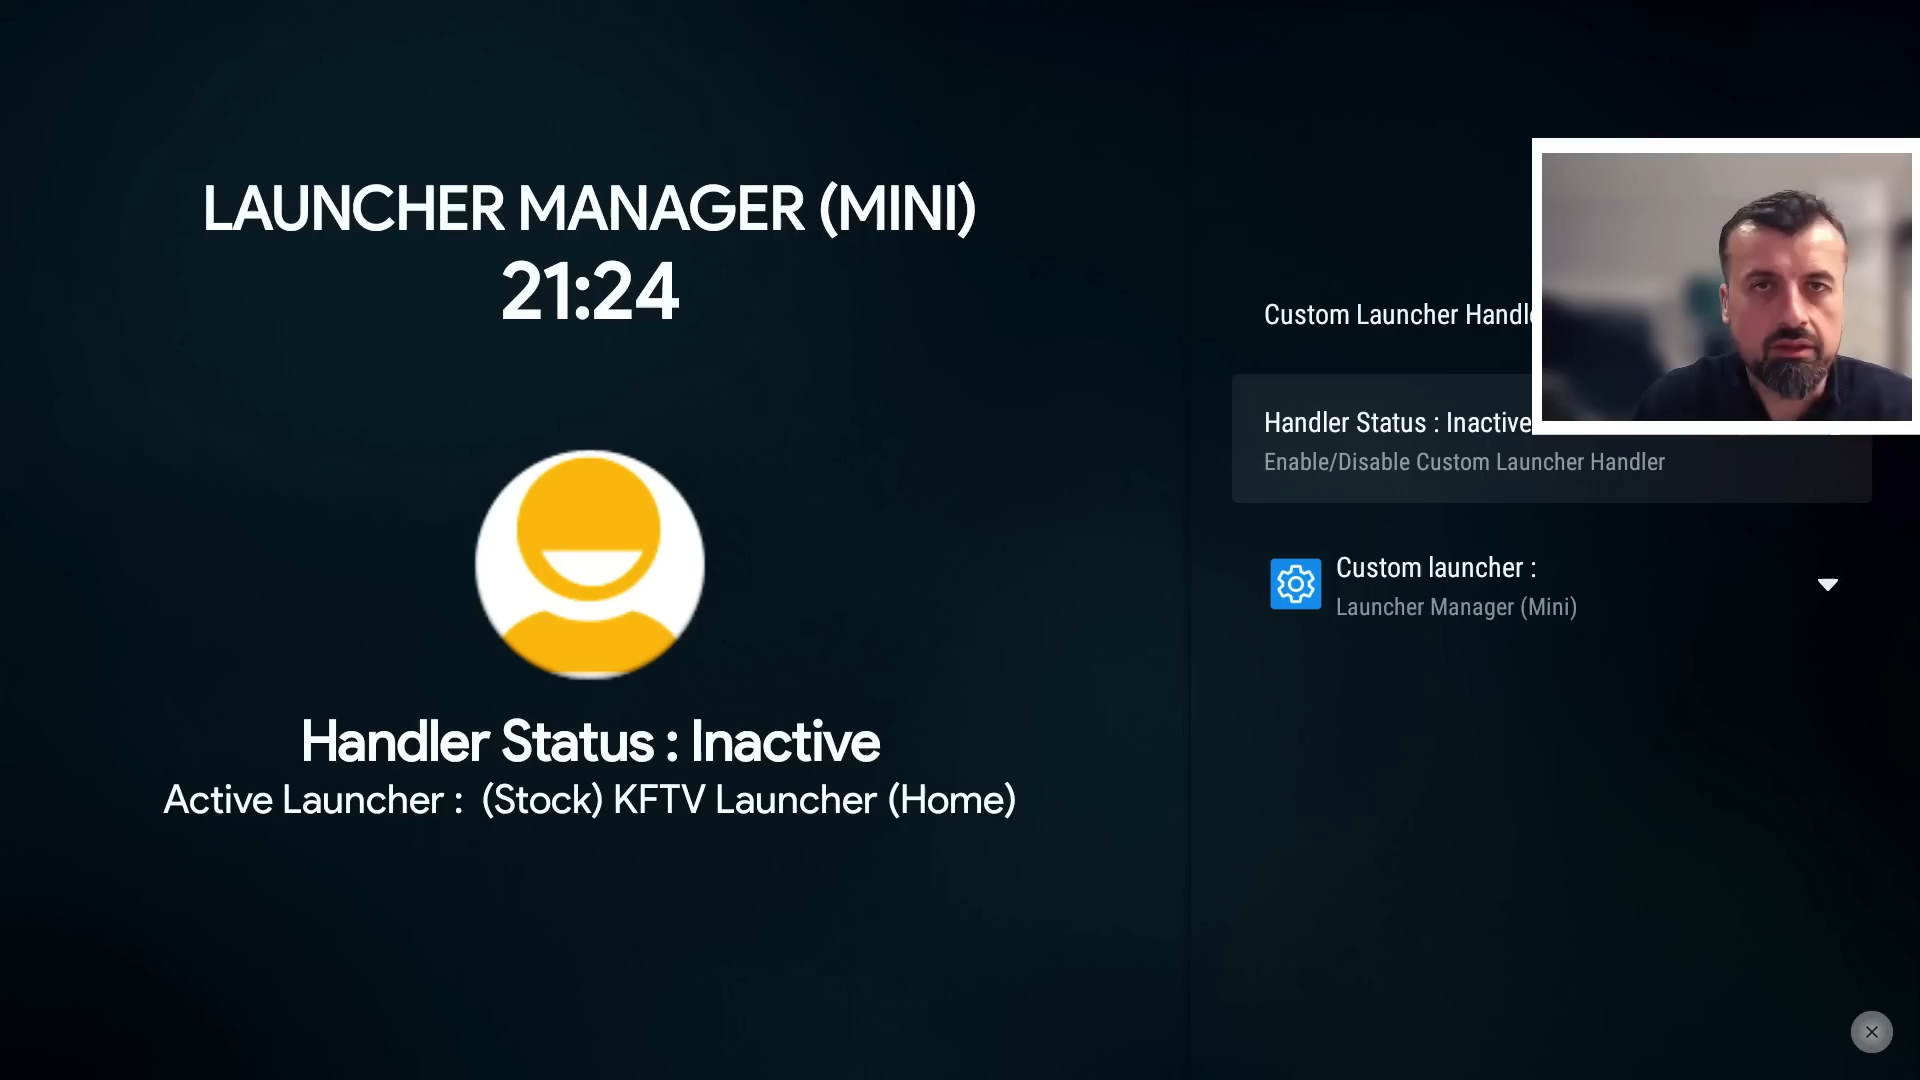 LAUNCHER MANAGER (MINI)
21:24
Handler Status : Inactive
Active Launcher : (Stock) KFTV Launcher (Home)
Custom Launcher
Handler Status : Inactive
Enable/Disable Custom Launcher Handler
Custom launcher :
Launcher Manager (Mini)